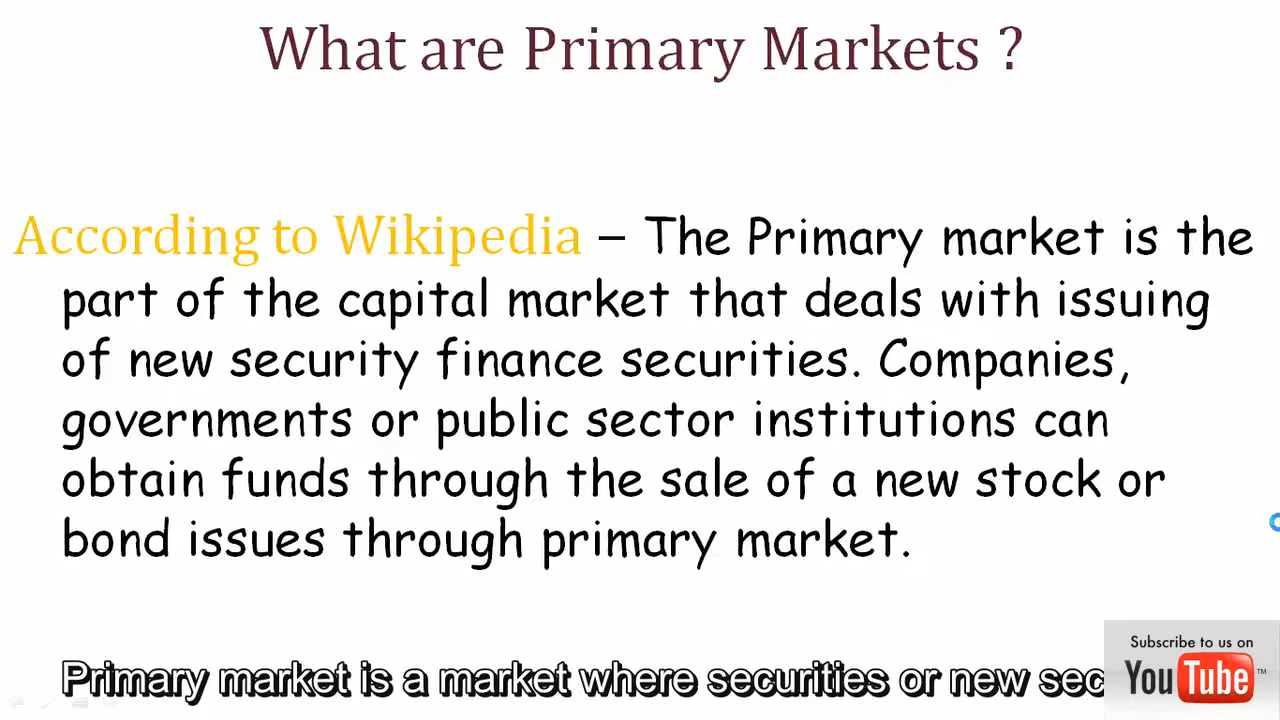 What are Primary Markets ?
According to Wikipedia – The Primary market is the
part of the capital market that deals with issuing
of new security finance securities. Companies,
governments or public sector institutions can
obtain funds through the sale of a new stock or
bond issues through primary market.
Subscribe to us on
YouTube™
Primary market is a market where securities or new sec